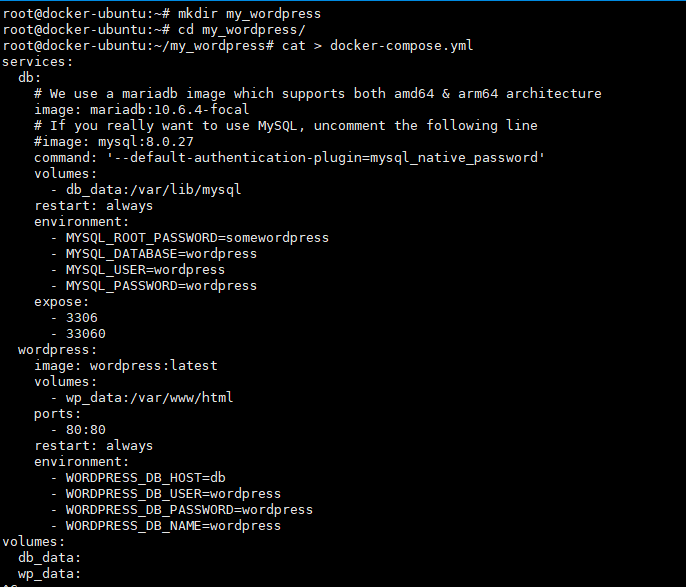 root@docker-ubuntu:~# mkdir my_wordpress
root@docker-ubuntu:~# cd my_wordpress/
root@docker-ubuntu:~/my_wordpress# cat > docker-compose.yml
services:
  db:
    # We use a mariadb image which supports both amd64 & arm64 architecture
    image: mariadb:10.6.4-focal
    # If you really want to use MySQL, uncomment the following line
    #image: mysql:8.0.27
    command: '--default-authentication-plugin=mysql_native_password'
    volumes:
      - db_data:/var/lib/mysql
    restart: always
    environment:
      - MYSQL_ROOT_PASSWORD=somewordpress
      - MYSQL_DATABASE=wordpress
      - MYSQL_USER=wordpress
      - MYSQL_PASSWORD=wordpress
    expose:
      - 3306
      - 33060
  wordpress:
    image: wordpress:latest
    volumes:
      - wp_data:/var/www/html
    ports:
      - 80:80
    restart: always
    environment:
      - WORDPRESS_DB_HOST=db
      - WORDPRESS_DB_USER=wordpress
      - WORDPRESS_DB_PASSWORD=wordpress
      - WORDPRESS_DB_NAME=wordpress
volumes:
  db_data:
  wp_data: